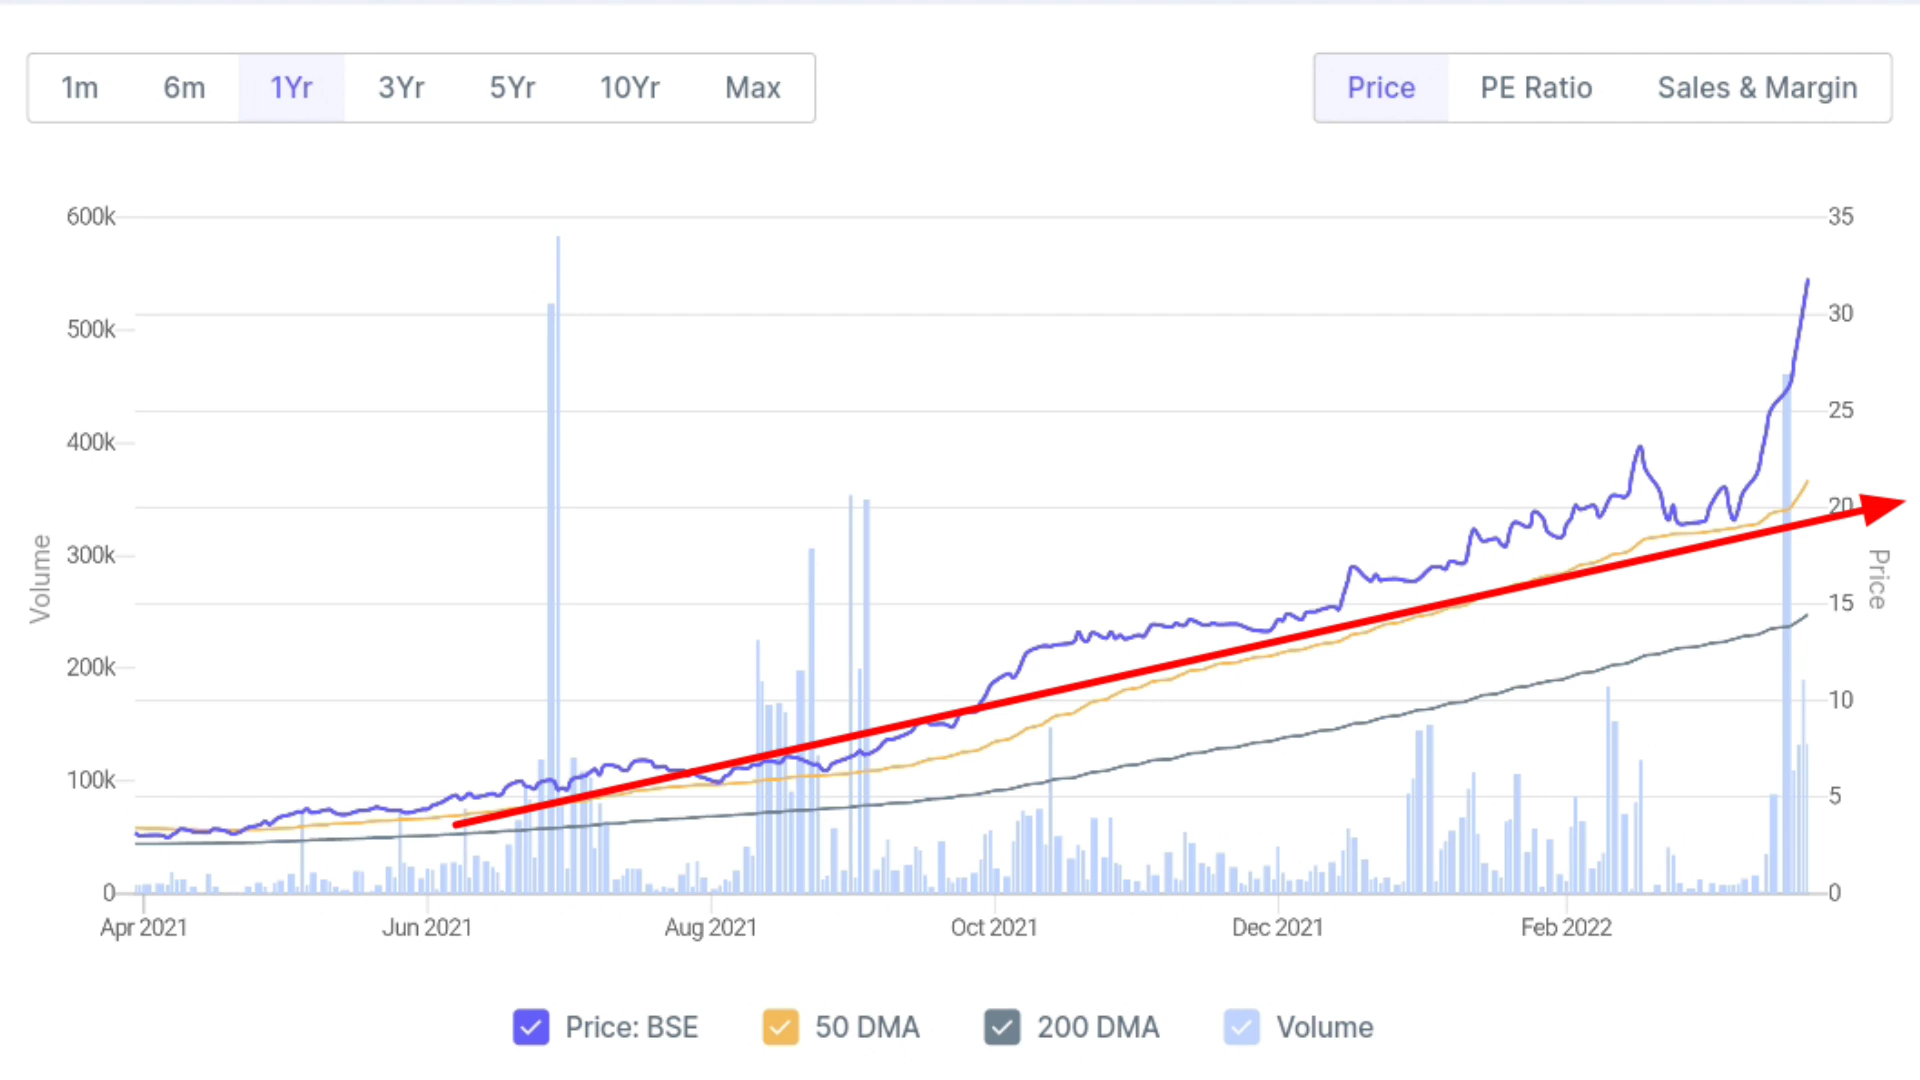 1m 6m 1Yr 3Yr 5Yr 10Yr Max
Price PE Ratio Sales & Margin
600k 35
30
500k
25
400k
20
300k
15
200k
10
100k
5
0 0
Volume
Price
Apr 2021 Jun 2021 Aug 2021 Oct 2021 Dec 2021 Feb 2022
Price: BSE 50 DMA 200 DMA Volume